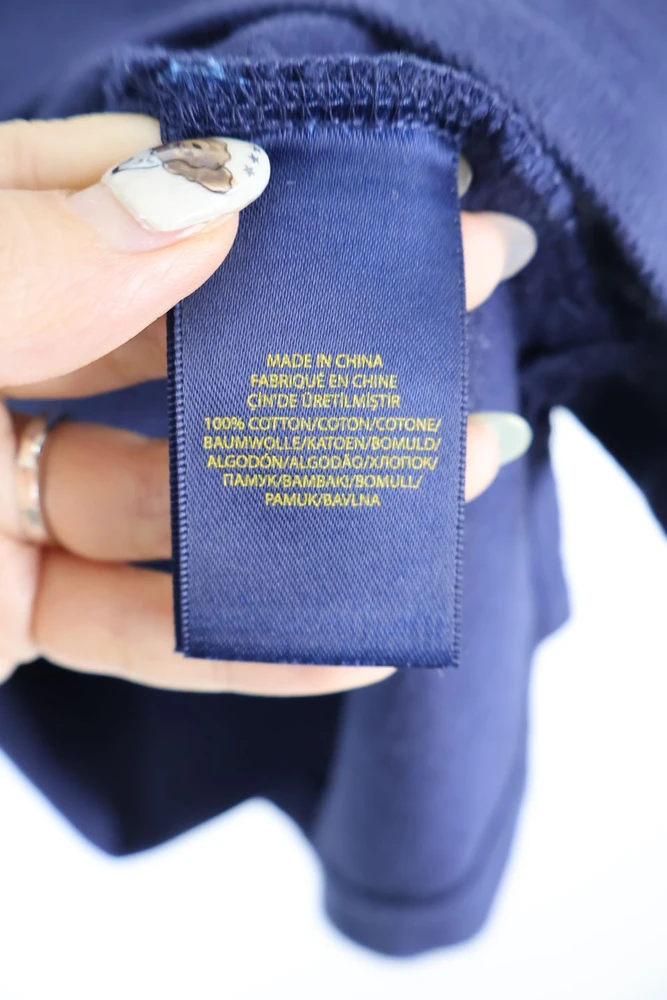 MADE IN CHINA
FABRIQUÉ EN CHINE
ÇİN'DE ÜRETİLMİŞTİR
100% COTTON/COTON/COTONE/
BAUMWOLLE/KATOEN/BOMULD/
ALGODÓN/ALGODÃO/ХЛОПОК/
ПАМУК/BAMBAKI/BOMULL/
PAMUK/BAVLNA